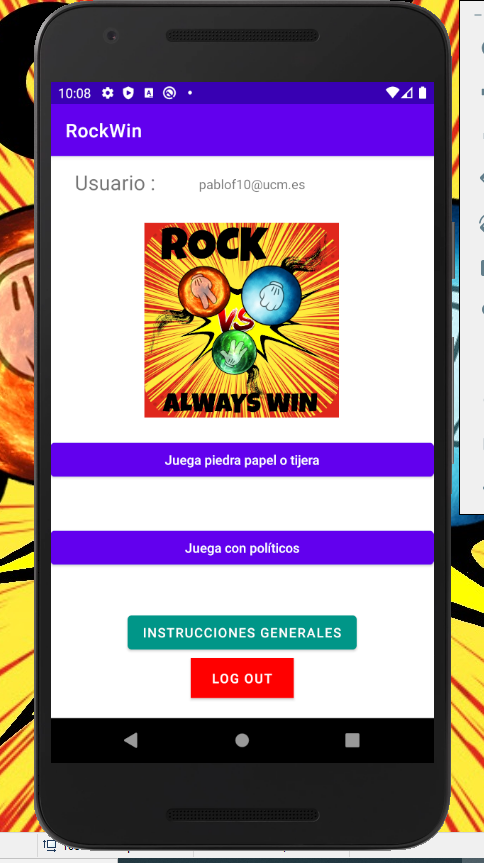 10:08
RockWin
Usuario : pablof10@ucm.es
ROCK
VS
ALWAYS WIN
Juega piedra papel o tijera
Juega con políticos
INSTRUCCIONES GENERALES
LOG OUT